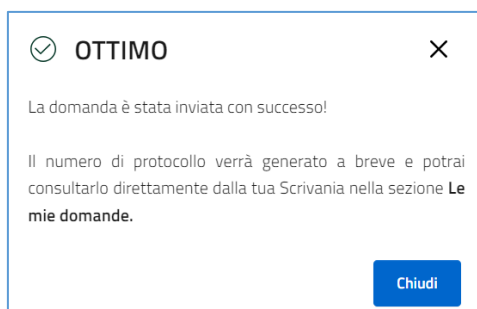 OTTIMO
La domanda è stata inviata con successo!
Il numero di protocollo verrà generato a breve e potrai
consultarlo direttamente dalla tua Scrivania nella sezione Le
mie domande.
Chiudi